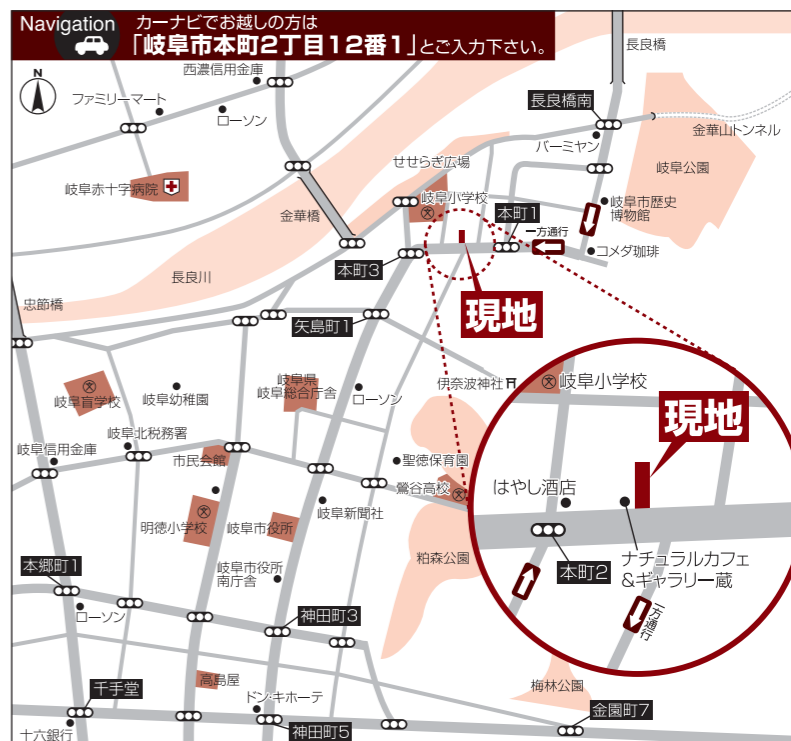 Navigation
カーナビでお越しの方は
「岐阜市本町2丁目12番1」とご入力下さい。
N
西濃信用金庫
ファミリーマート
ローソン
岐阜赤十字病院
金華橋
長良川
忠節橋
長良橋
長良橋南
金華山トンネル
バーミヤン
岐阜公園
せせらぎ広場
岐阜小学校
文
本町1
一方通行
岐阜市歴史
博物館
コメダ珈琲
本町3
現地
矢島町1
岐阜県
岐阜総合庁舎
ローソン
伊奈波神社
文
岐阜盲学校
岐阜幼稚園
岐阜北税務署
岐阜信用金庫
市民会館
聖徳保育園
鶯谷高校
文
文
明徳小学校
岐阜市役所
岐阜新聞社
岐阜市役所
南庁舎
粕森公園
本郷町1
ローソン
神田町3
千手堂
高島屋
ドン・キホーテ
十六銀行
神田町5
梅林公園
金園町7
文
岐阜小学校
現地
はやし酒店
本町2
ナチュラルカフェ
&ギャラリー蔵
一方通行